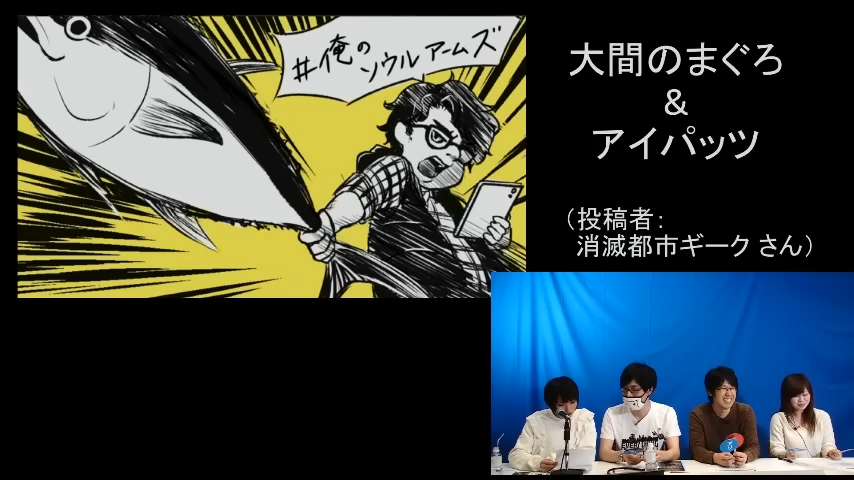 #俺の
ソウルアームズ
大間のまぐろ
&
アイパッツ
（投稿者：
消滅都市ギーク さん）